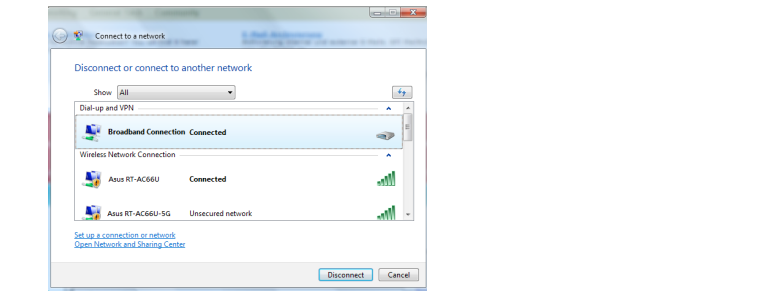 Connect to a network
Disconnect or connect to another network
Show All
Dial-up and VPN
Broadband Connection Connected
Wireless Network Connection
Asus RT-AC66U Connected
Asus RT-AC66U-5G Unsecured network
Set up a connection or network
Open Network and Sharing Center
Disconnect Cancel